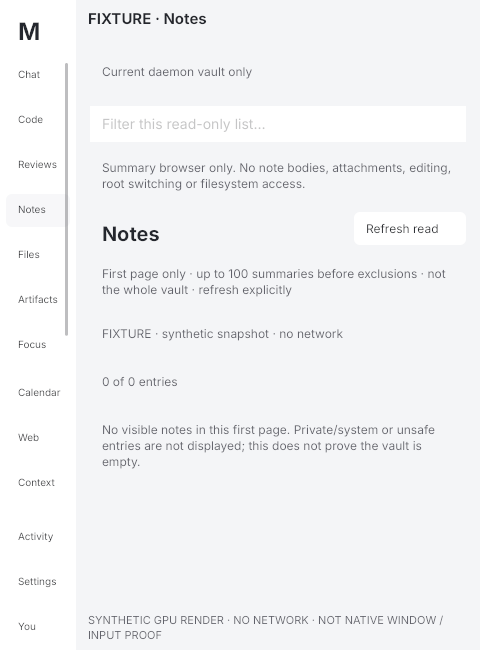 M
Chat
Code
Reviews
Notes
Files
Artifacts
Focus
Calendar
Web
Context
Activity
Settings
You
FIXTURE · Notes
Current daemon vault only
Filter this read-only list...
Summary browser only. No note bodies, attachments, editing,
root switching or filesystem access.
Notes
Refresh read
First page only · up to 100 summaries before exclusions · not
the whole vault · refresh explicitly
FIXTURE · synthetic snapshot · no network
0 of 0 entries
No visible notes in this first page. Private/system or unsafe
entries are not displayed; this does not prove the vault is
empty.
SYNTHETIC GPU RENDER · NO NETWORK · NOT NATIVE WINDOW /
INPUT PROOF